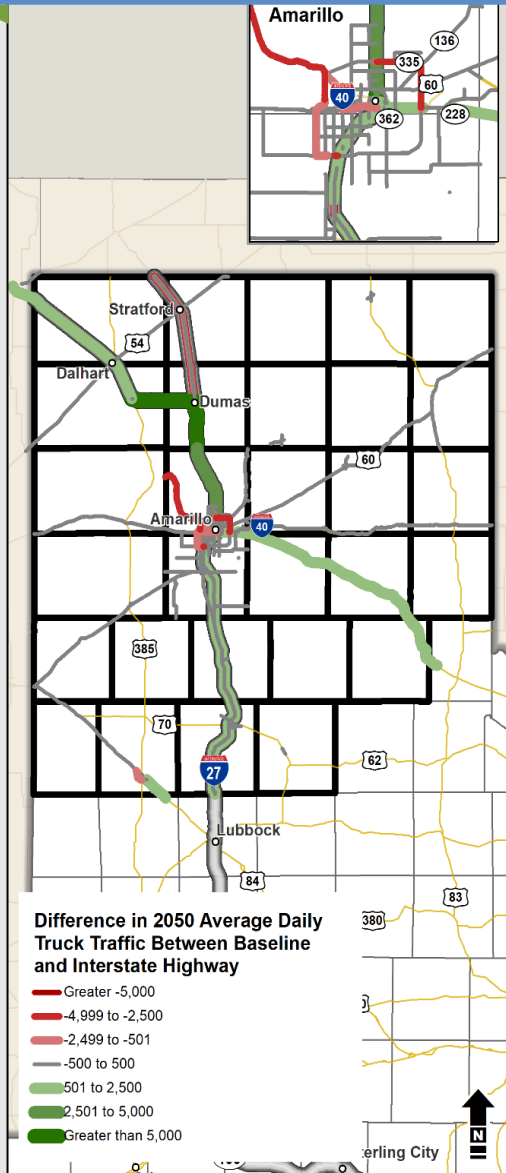 Amarillo
136
335
60
40
362
228
Stratford
54
Dalhart
Dumas
60
Amarillo
40
385
70
62
INTERSTATE
27
Lubbock
84
83
380
Difference in 2050 Average Daily
Truck Traffic Between Baseline
and Interstate Highway
Greater -5,000
-4,999 to -2,500
-2,499 to -501
-500 to 500
501 to 2,500
2,501 to 5,000
Greater than 5,000
N
erling City